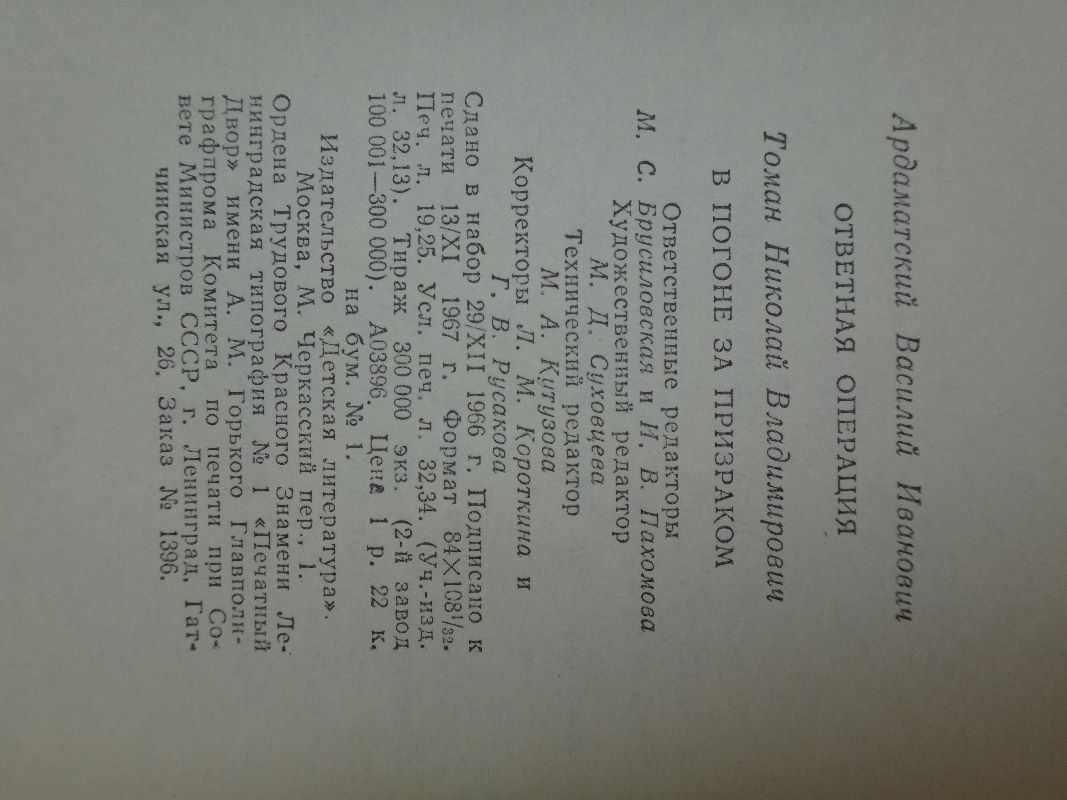 Ардаматский Василий Иванович
ОТВЕТНАЯ ОПЕРАЦИЯ
Томан Николай Владимирович
В ПОГОНЕ ЗА ПРИЗРАКОМ
Ответственные редакторы
М. С. Брусиловская и И. В. Пахомова
Художественный редактор
М. Д. Суховцева
Технический редактор
М. А. Кутузова
Корректоры Л. М. Короткина и
Г. В. Русакова
Сдано в набор 29/XII 1966 г. Подписано к
печати 13/XI 1967 г. Формат 84×108¹/₃₂.
Печ. л. 19,25. Усл. печ. л. 32,34. (Уч.-изд.
л. 32,13). Тираж 300 000 экз. (2-й завод
100 001—300 000). А03896. Цена 1 р. 22 к.
на бум. № 1.
Издательство «Детская литература».
Москва, М. Черкасский пер., 1.
Ордена Трудового Красного Знамени Ле-
нинградская типография № 1 «Печатный
Двор» имени А. М. Горького Главполи-
графпрома Комитета по печати при Со-
вете Министров СССР, г. Ленинград, Гат-
чинская ул., 26. Заказ № 1396.